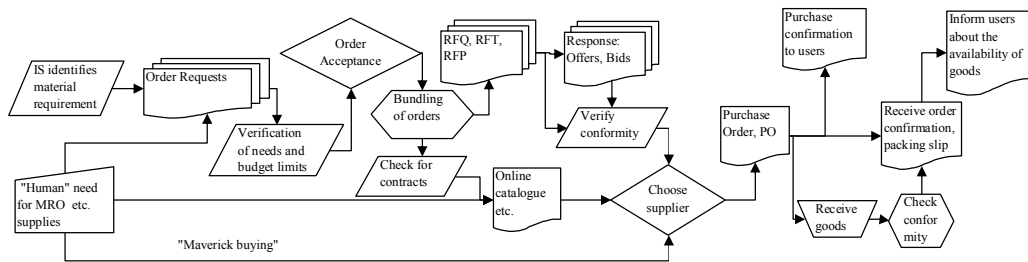 IS identifies
material
requirement
Order Requests
Verification
of needs and
budget limits
Order
Acceptance
Bundling
of orders
Check for
contracts
RFQ, RFT,
RFP
Response:
Offers, Bids
Verify
conformity
"Human" need
for MRO etc.
supplies
"Maverick buying"
Online
catalogue
etc.
Choose
supplier
Purchase
Order, PO
Purchase
confirmation
to users
Inform users
about the
availability of
goods
Receive order
confirmation,
packing slip
Receive
goods
Check
confor
mity